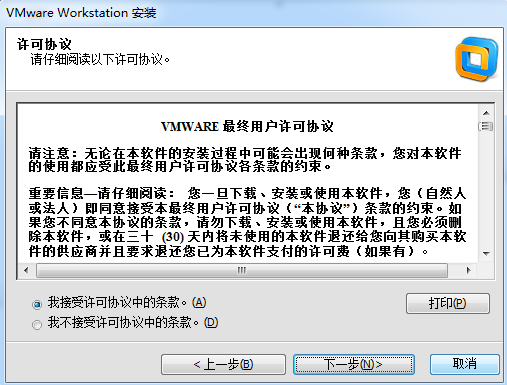 VMware Workstation 安装
许可协议
请仔细阅读以下许可协议。
VMWARE 最终用户许可协议
请注意：无论在本软件的安装过程中可能会出现何种条款，您对本软件
的使用都应受此最终用户许可协议各条款的约束。
重要信息—请仔细阅读： 您一旦下载、安装或使用本软件，您（自然人
或法人）即同意接受本最终用户许可协议（“本协议”）条款的约束。如
果您不同意本协议的条款，请勿下载、安装或使用本软件，且您必须删
除本软件，或在三十 (30) 天内将未使用的本软件退还给您向其购买本软
件的供应商并且要求退还您已为本软件支付的许可费（如果有）。
我接受许可协议中的条款。(A)
打印(P)
我不接受许可协议中的条款。(D)
< 上一步(B)
下一步(N)>
取消